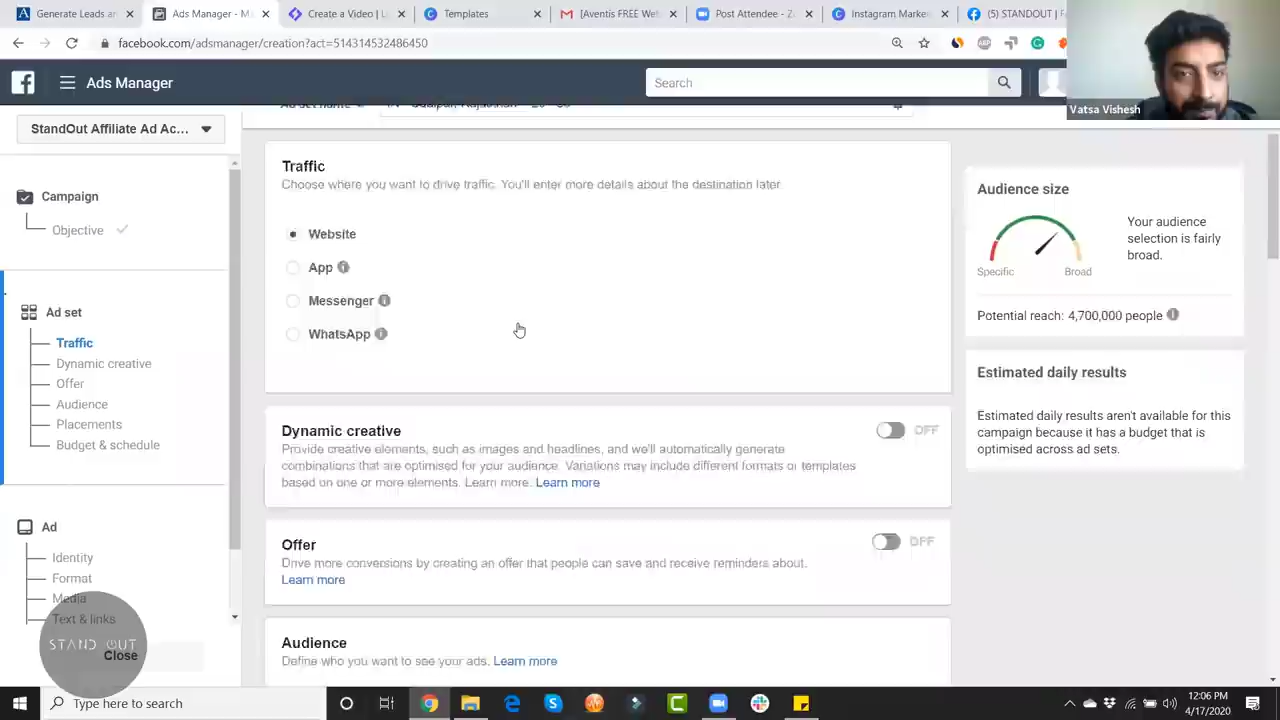 Generate Leads and
Ads Manager - M
Create a Video | L
Templates
[Aventis FREE We
Post Attendee - Z
Instagram Marke
(5) STANDOUT | F
facebook.com/adsmanager/creation?act=514314532486450
ABP
Ads Manager
Search
Vatsa Vishesh
StandOut Affiliate Ad Ac...
Campaign
Objective
Ad set
Traffic
Dynamic creative
Offer
Audience
Placements
Budget & schedule
Ad
Identity
Format
Media
Text & links
STAND OUT
Close
Ad set name
Traffic
Choose where you want to drive traffic. You'll enter more details about the destination later.
Website
App
Messenger
WhatsApp
Dynamic creative
OFF
Provide creative elements, such as images and headlines, and we'll automatically generate
combinations that are optimised for your audience. Variations may include different formats or templates
based on one or more elements. Learn more. Learn more
Offer
OFF
Drive more conversions by creating an offer that people can save and receive reminders about.
Learn more
Audience
Define who you want to see your ads. Learn more
Audience size
Your audience
selection is fairly
broad.
Specific
Broad
Potential reach: 4,700,000 people
Estimated daily results
Estimated daily results aren't available for this
campaign because it has a budget that is
optimised across ad sets.
Type here to search
12:06 PM
4/17/2020